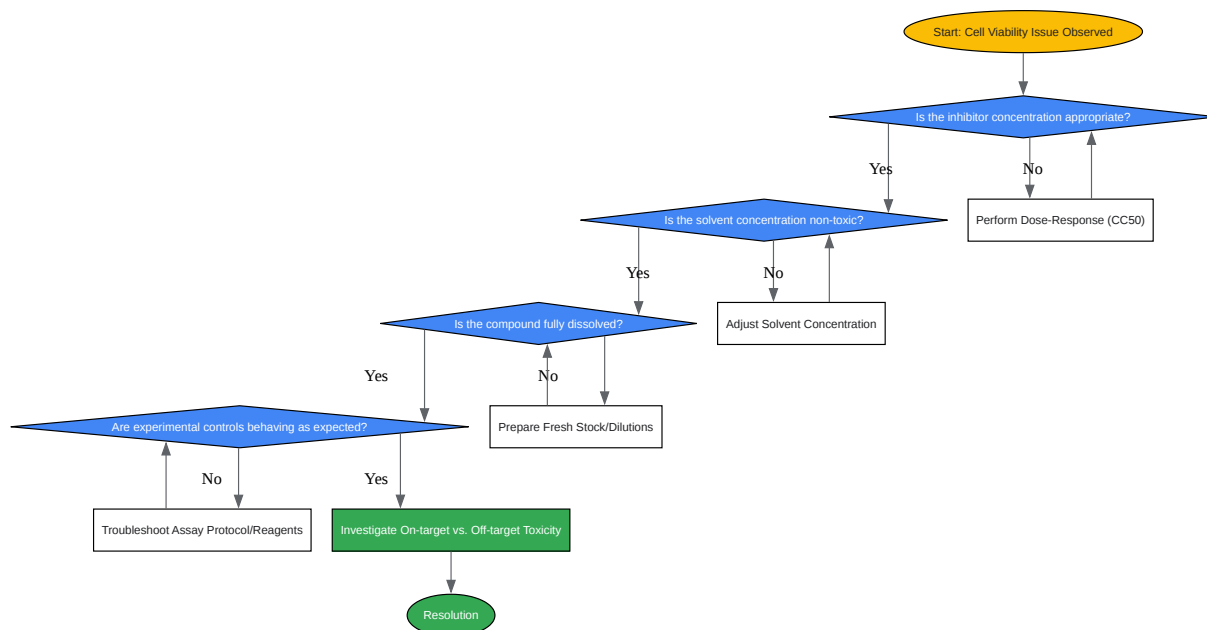 Start: Cell Viability Issue Observed
Is the inhibitor concentration appropriate?
Yes
No
Is the solvent concentration non-toxic?
Perform Dose-Response (CC50)
Yes
No
Is the compound fully dissolved?
Adjust Solvent Concentration
Yes
No
Are experimental controls behaving as expected?
Prepare Fresh Stock/Dilutions
No
Yes
Troubleshoot Assay Protocol/Reagents
Investigate On-target vs. Off-target Toxicity
Resolution